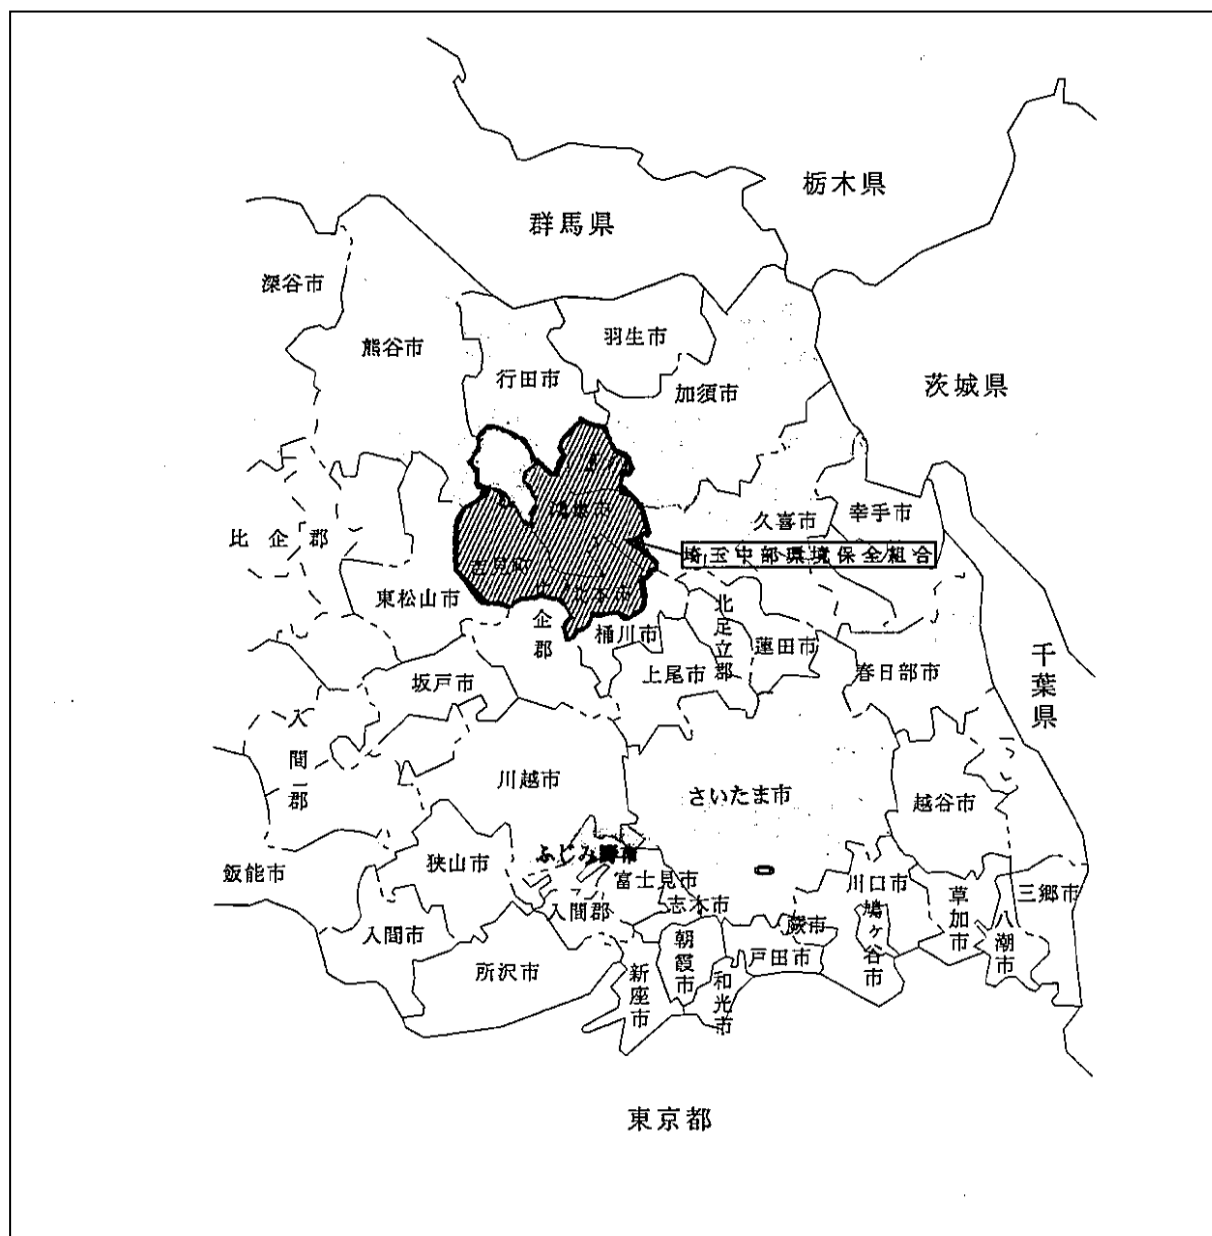 栃木県
群馬県
深谷市
羽生市
熊谷市
行田市
加須市
茨城県
鴻巣市
久喜市
幸手市
比企郡
埼玉中部環境保全組合
吉見町
北本市
東松山市
比企郡
桶川市
北足立郡
蓮田市
上尾市
春日部市
千葉県
坂戸市
入間郡
川越市
さいたま市
越谷市
飯能市
狭山市
富士見市
川口市
草加市
三郷市
入間郡
志木市
鳩ヶ谷市
入間市
朝霞市
蕨市
八潮市
戸田市
所沢市
新座市
和光市
東京都